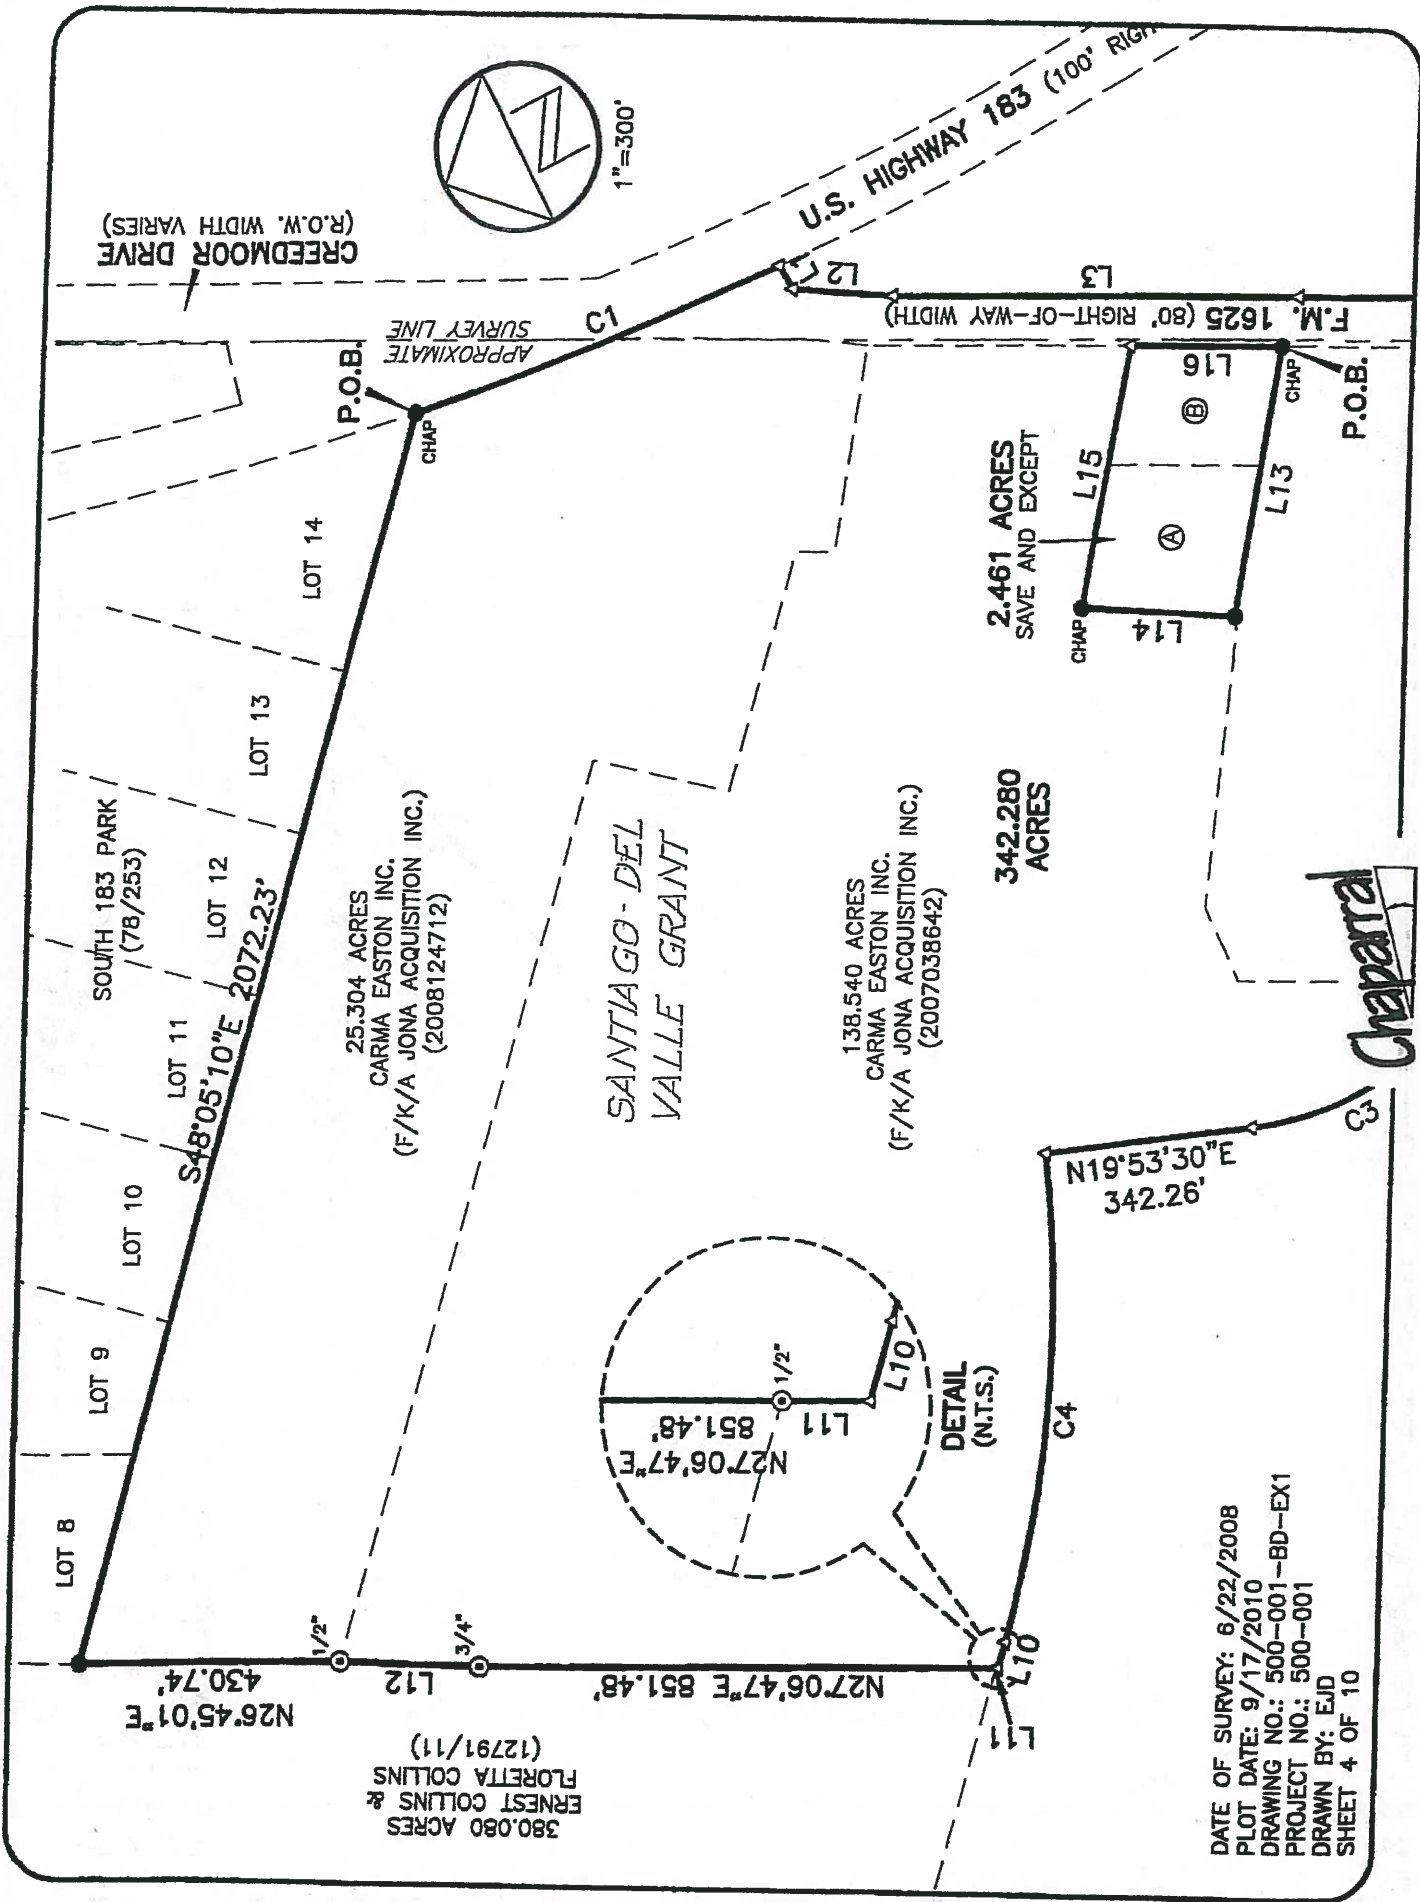 CREEDMOOR DRIVE
(R.O.W. WIDTH VARIES)
1"=300'
U.S. HIGHWAY 183 (100'
APPROXIMATE
SURVEY LINE
C1
L2
L3
F.M. 1625 (80' RIGHT-OF-WAY WIDTH)
P.O.B.
CHAP
LOT 14
LOT 13
LOT 12
LOT 11
LOT 10
LOT 9
LOT 8
SOUTH 183 PARK
(78/253)
S48°05'10"E 2072.23'
25.304 ACRES
CARMA EASTON INC.
(F/K/A JONA ACQUISITION INC.)
(2008124712)
SANTIAGO DEL
VALLE GRANT
138.540 ACRES
CARMA EASTON INC.
(F/K/A JONA ACQUISITION INC.)
(2007038642)
342.280
ACRES
2.461 ACRES
SAVE AND EXCEPT
L15
L16
L13
L14
A
B
CHAP
CHAP
P.O.B.
Chaparral
C3
N19°53'30"E
342.26'
C4
DETAIL
(N.T.S.)
N27°06'47"E
851.48'
1/2"
L11
L10
N26°45'01"E
430.74'
1/2"
L12
3/4"
N27°06'47"E 851.48'
L10
L11
380.080 ACRES
ERNEST COLLINS &
FLORETTA COLLINS
(12791/11)
DATE OF SURVEY: 6/22/2008
PLOT DATE: 9/17/2010
DRAWING NO.: 500-001-BD-EX1
PROJECT NO.: 500-001
DRAWN BY: EJD
SHEET 4 OF 10